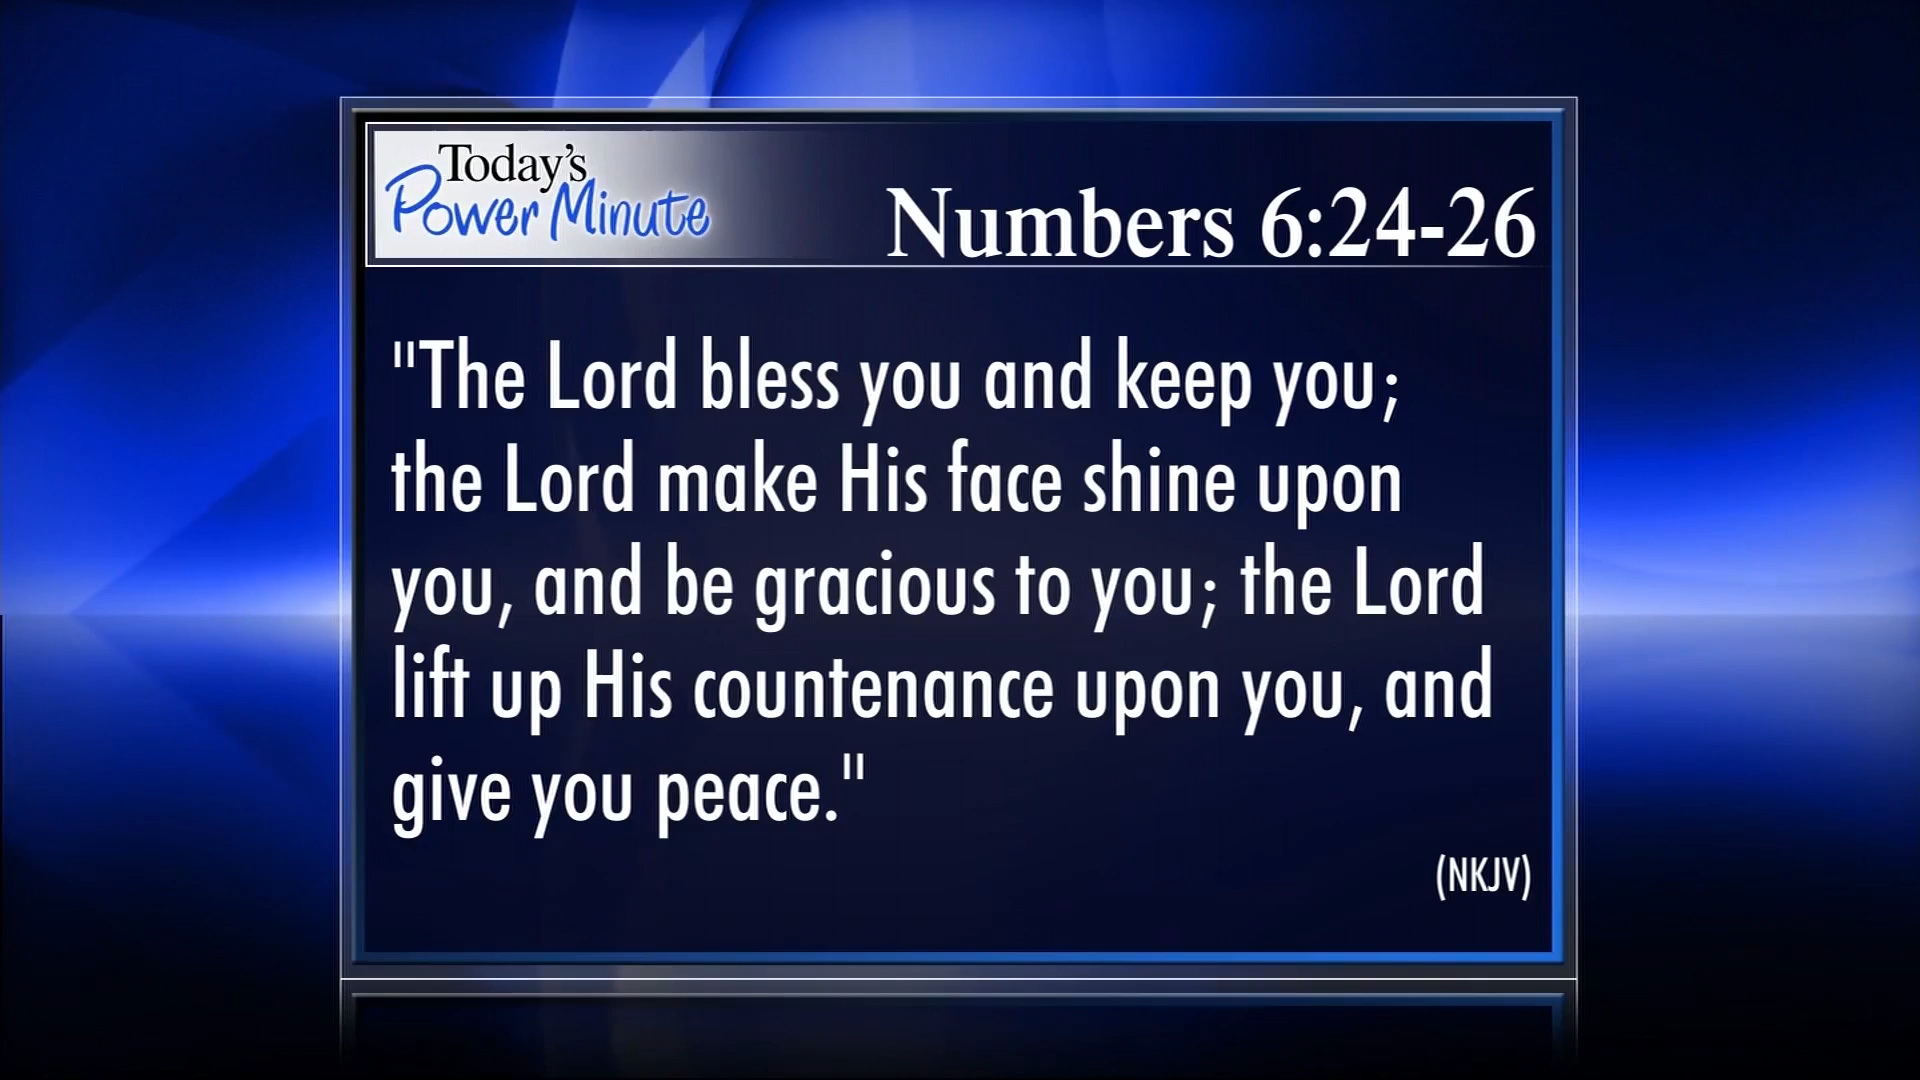 Today's
Power Minute
Numbers 6:24-26
"The Lord bless you and keep you;
the Lord make His face shine upon
you, and be gracious to you; the Lord
lift up His countenance upon you, and
give you peace."
(NKJV)